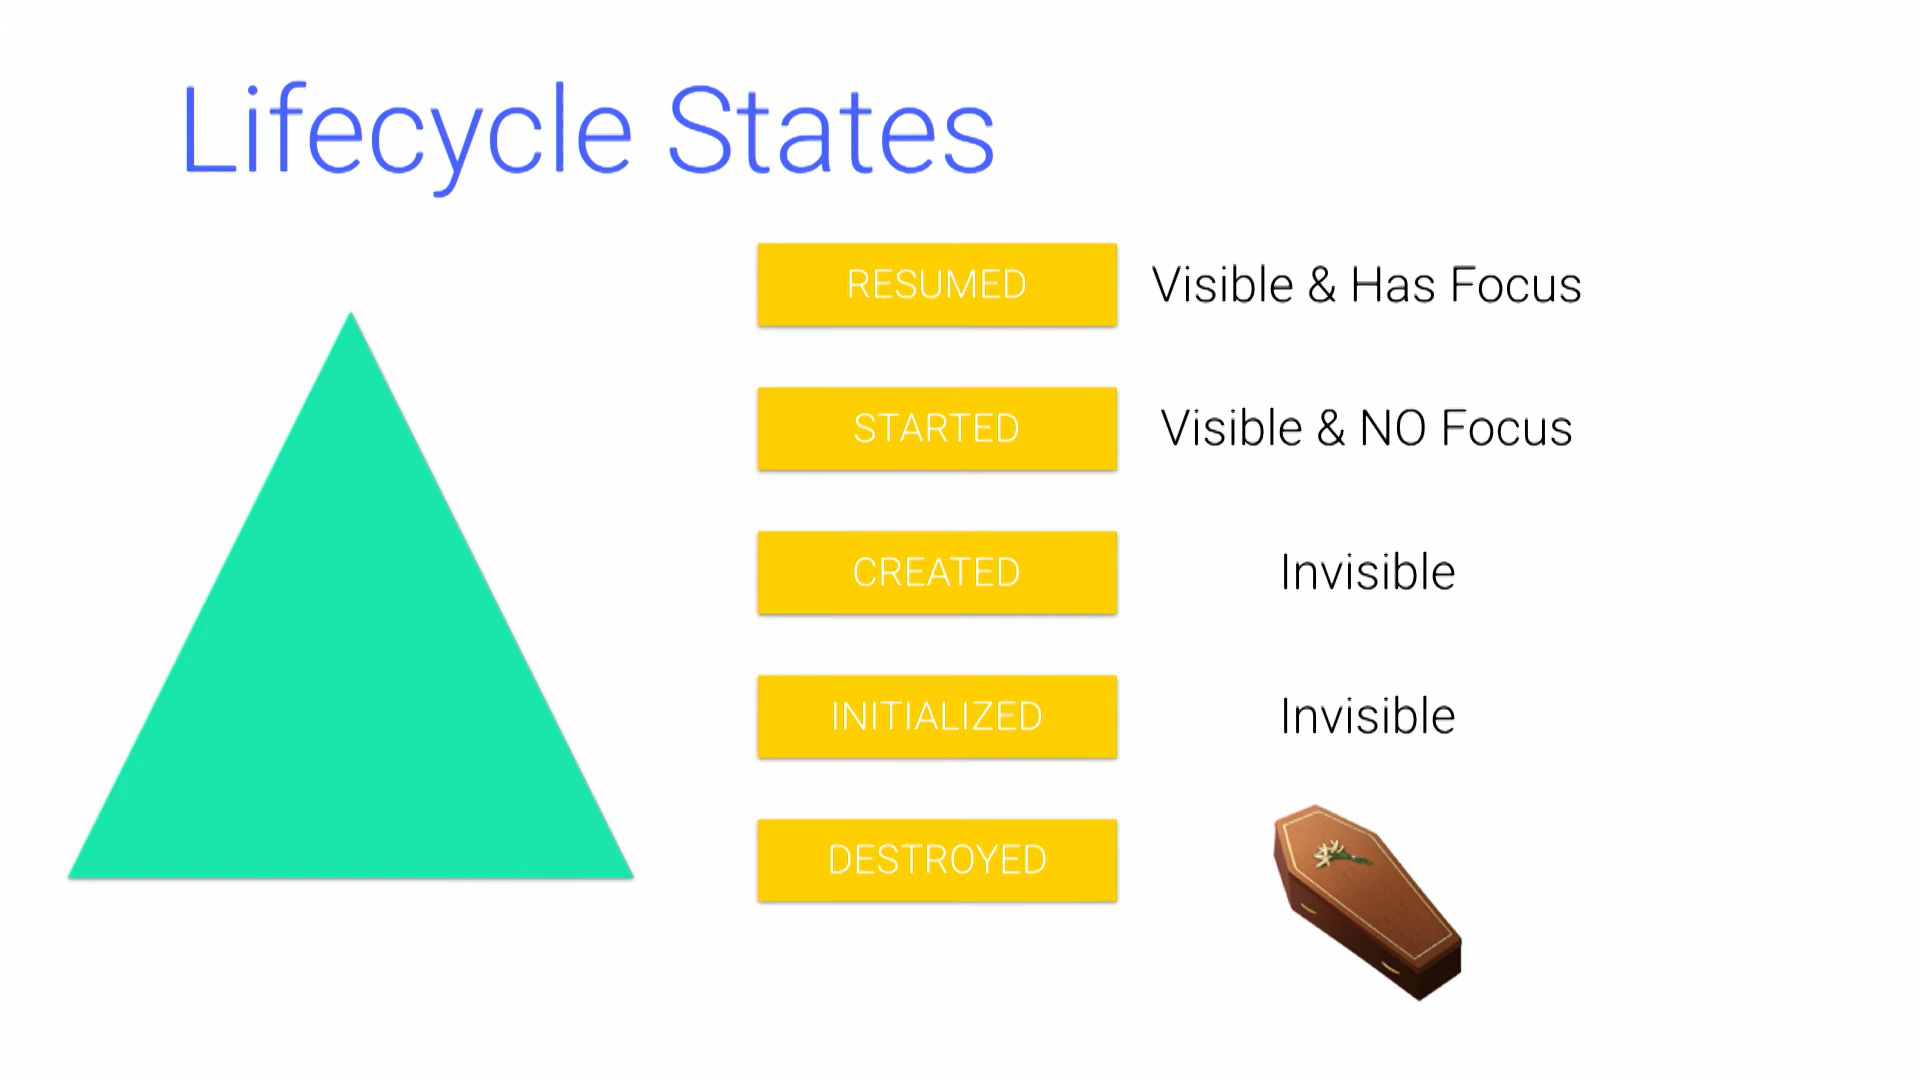 Lifecycle States
RESUMED Visible & Has Focus
STARTED Visible & NO Focus
CREATED Invisible
INITIALIZED Invisible
DESTROYED